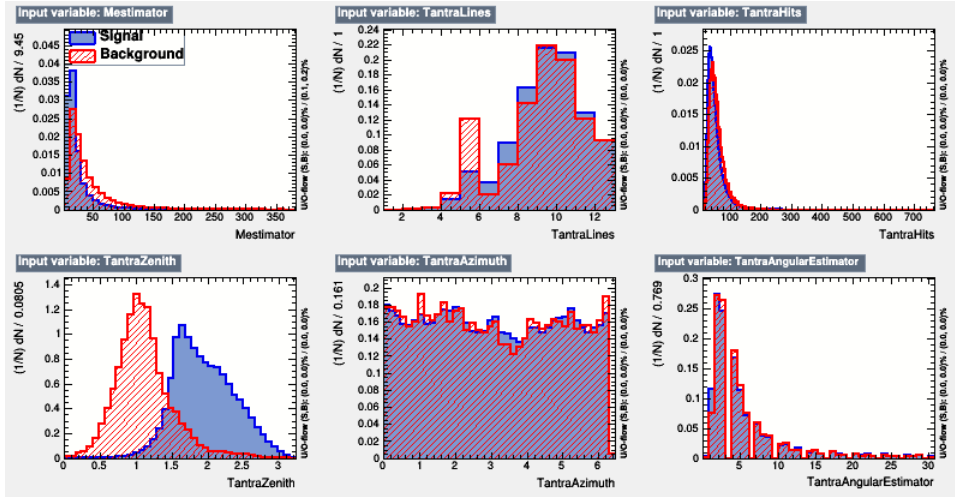 Input variable: Mestimator
(1/N) dN / 9.45
0.045
0.04
0.035
0.03
0.025
0.02
0.015
0.01
0.005
0
Signal
Background
50 100 150 200 250 300 350
Mestimator
U/O-flow (S,B): (0.0, 0.0)% / (0.1, 0.2)%
Input variable: TantraLines
(1/N) dN / 1
0.24
0.22
0.2
0.18
0.16
0.14
0.12
0.1
0.08
0.06
0.04
0.02
0
2 4 6 8 10 12
TantraLines
U/O-flow (S,B): (0.0, 0.0)% / (0.0, 0.0)%
Input variable: TantraHits
(1/N) dN / 1
0.025
0.02
0.015
0.01
0.005
0
100 200 300 400 500 600 700
TantraHits
U/O-flow (S,B): (0.0, 0.0)% / (0.0, 0.0)%
Input variable: TantraZenith
(1/N) dN / 0.0805
1.4
1.2
1
0.8
0.6
0.4
0.2
0
0 0.5 1 1.5 2 2.5 3
TantraZenith
U/O-flow (S,B): (0.0, 0.0)% / (0.0, 0.0)%
Input variable: TantraAzimuth
(1/N) dN / 0.161
0.2
0.18
0.16
0.14
0.12
0.1
0.08
0.06
0.04
0.02
0
0 1 2 3 4 5 6
TantraAzimuth
U/O-flow (S,B): (0.0, 0.0)% / (0.0, 0.0)%
Input variable: TantraAngularEstimator
(1/N) dN / 0.769
0.3
0.25
0.2
0.15
0.1
0.05
0
5 10 15 20 25 30
TantraAngularEstimator
U/O-flow (S,B): (0.0, 0.0)% / (0.0, 0.0)%